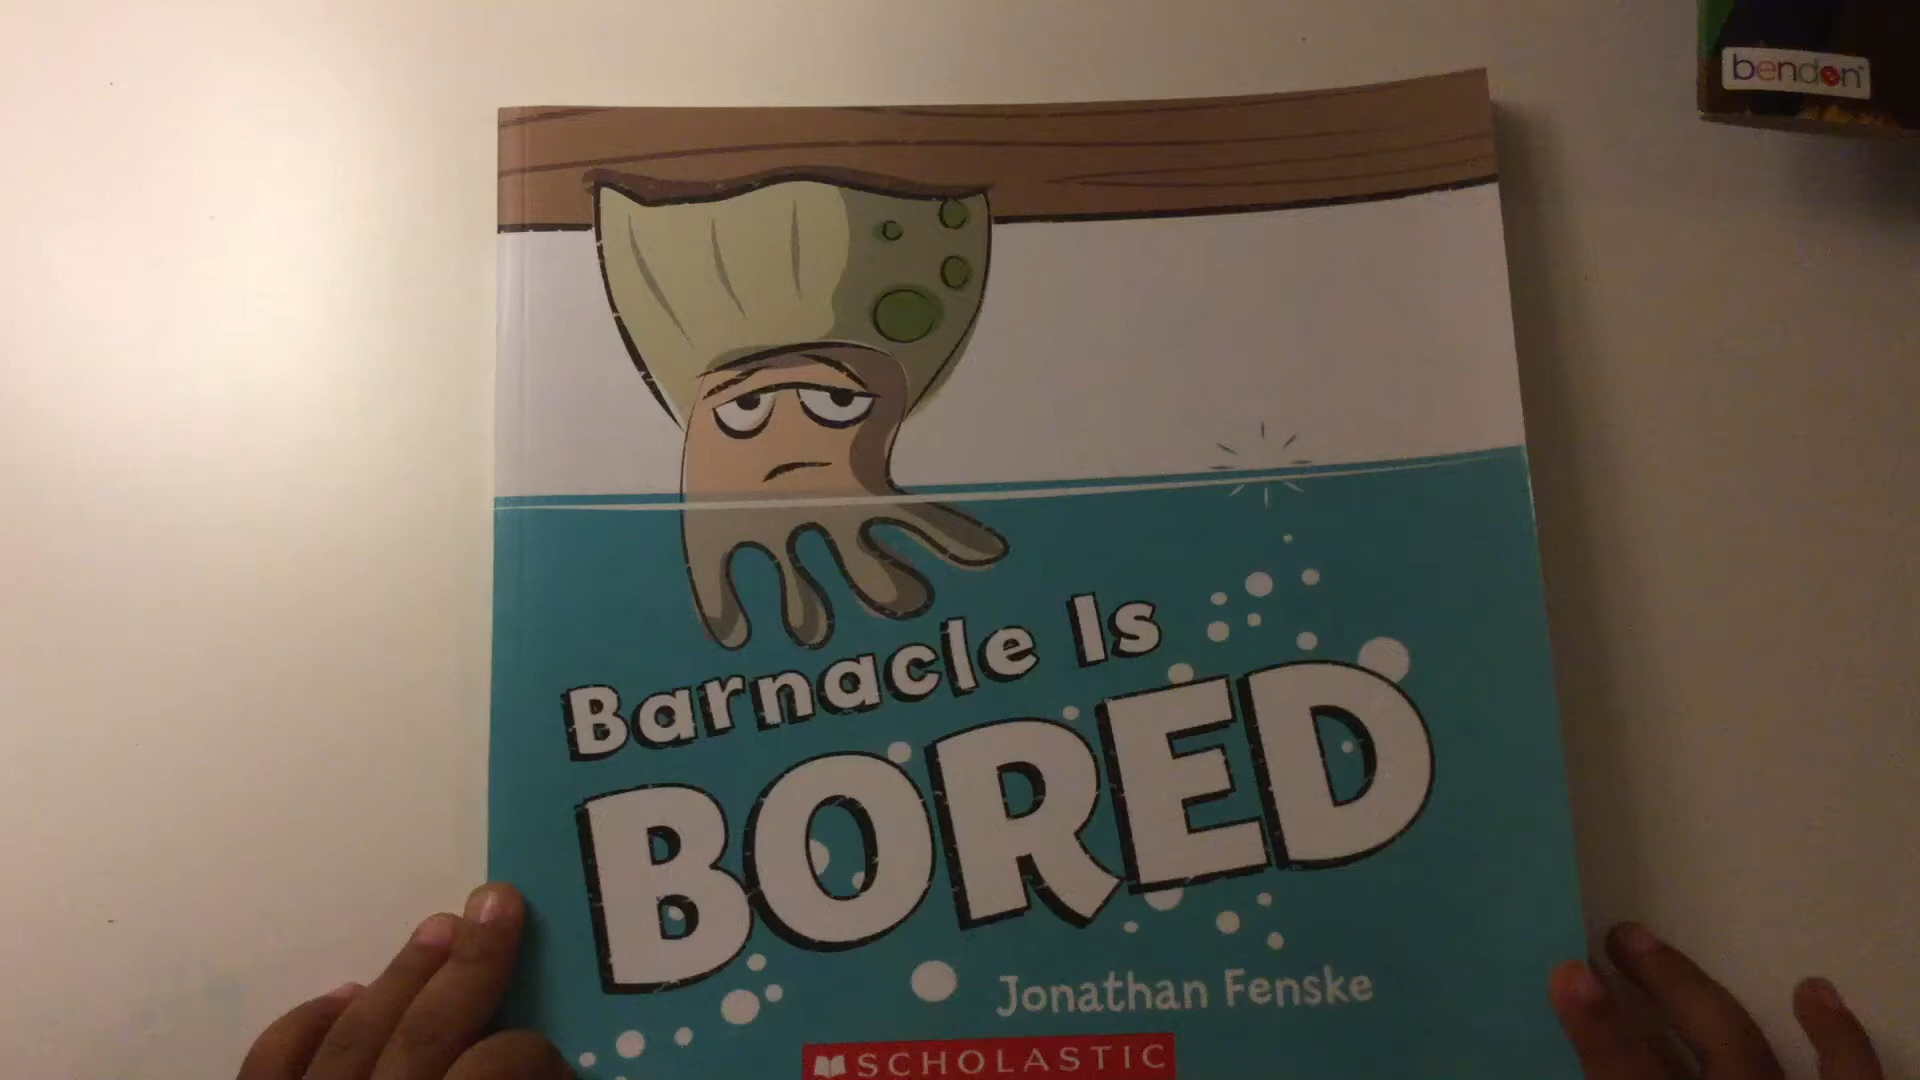 bendon
Barnacle Is
BORED
Jonathan Fenske
SCHOLASTIC